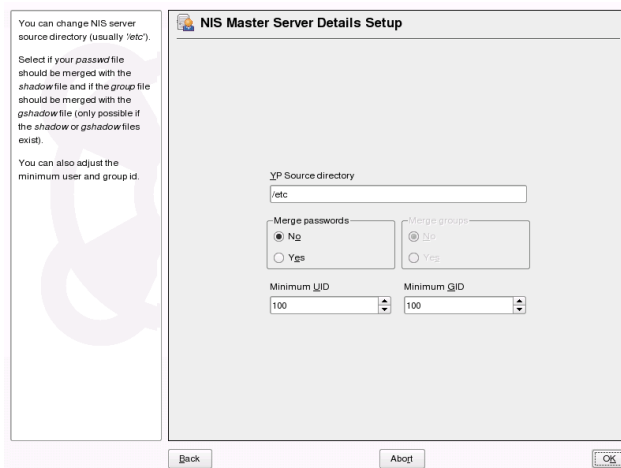 You can change NIS server
source directory (usually '/etc').
Select if your passwd file
should be merged with the
shadow file and if the group file
should be merged with the
gshadow file (only possible if
the shadow or gshadow files
exist).
You can also adjust the
minimum user and group id.
NIS Master Server Details Setup
YP Source directory
/etc
Merge passwords
No
Yes
Merge groups
No
Yes
Minimum UID
100
Minimum GID
100
Back
Abort
OK